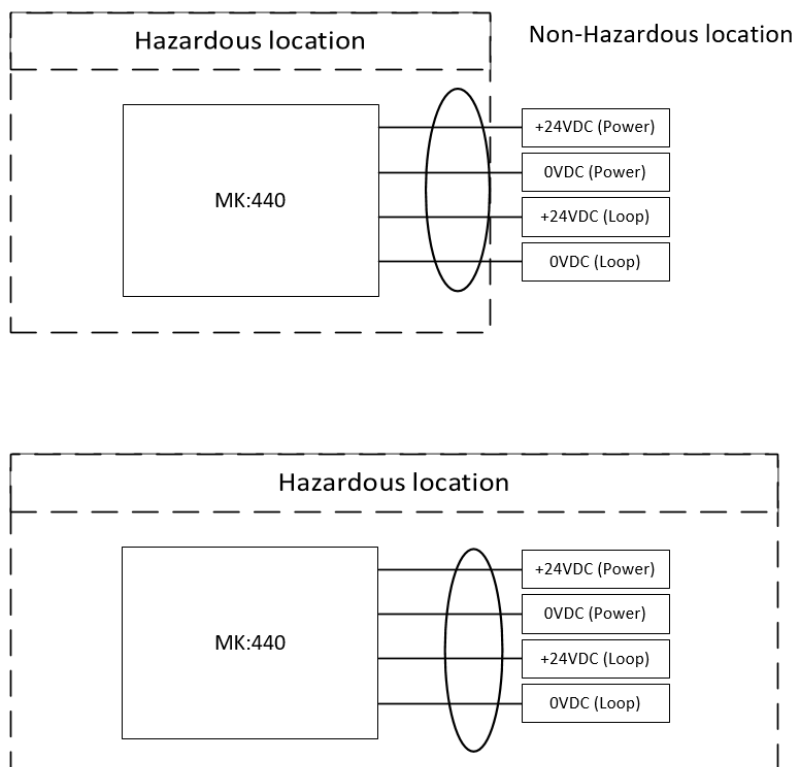 Hazardous location
Non-Hazardous location
MK:440
+24VDC (Power)
0VDC (Power)
+24VDC (Loop)
0VDC (Loop)
Hazardous location
MK:440
+24VDC (Power)
0VDC (Power)
+24VDC (Loop)
0VDC (Loop)